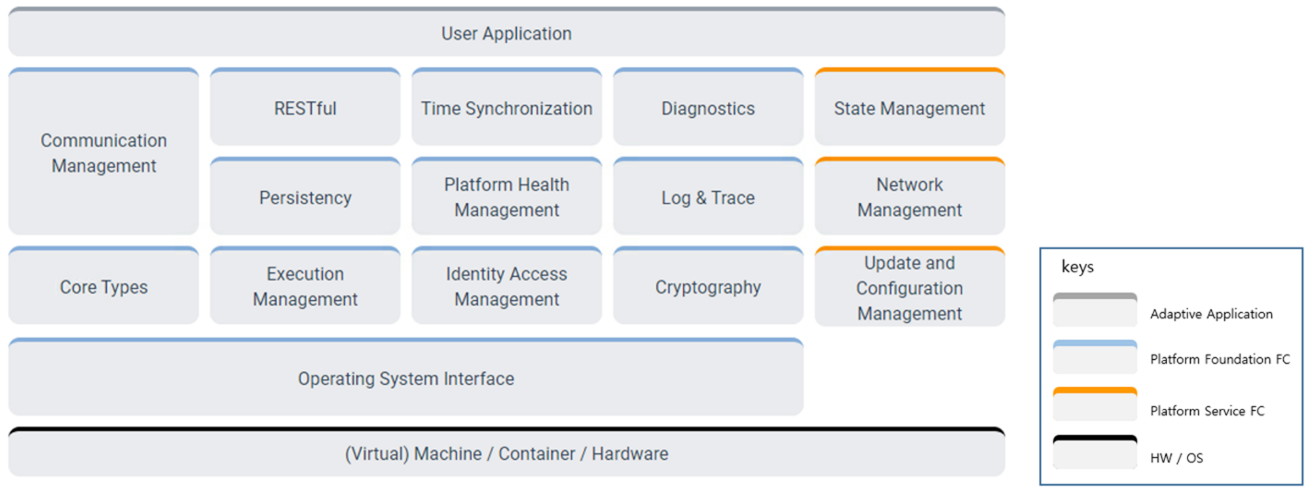 User Application
Communication
Management
RESTful
Time Synchronization
Diagnostics
State Management
Persistency
Platform Health
Management
Log & Trace
Network
Management
Core Types
Execution
Management
Identity Access
Management
Cryptography
Update and
Configuration
Management
Operating System Interface
(Virtual) Machine / Container / Hardware
keys
Adaptive Application
Platform Foundation FC
Platform Service FC
HW / OS